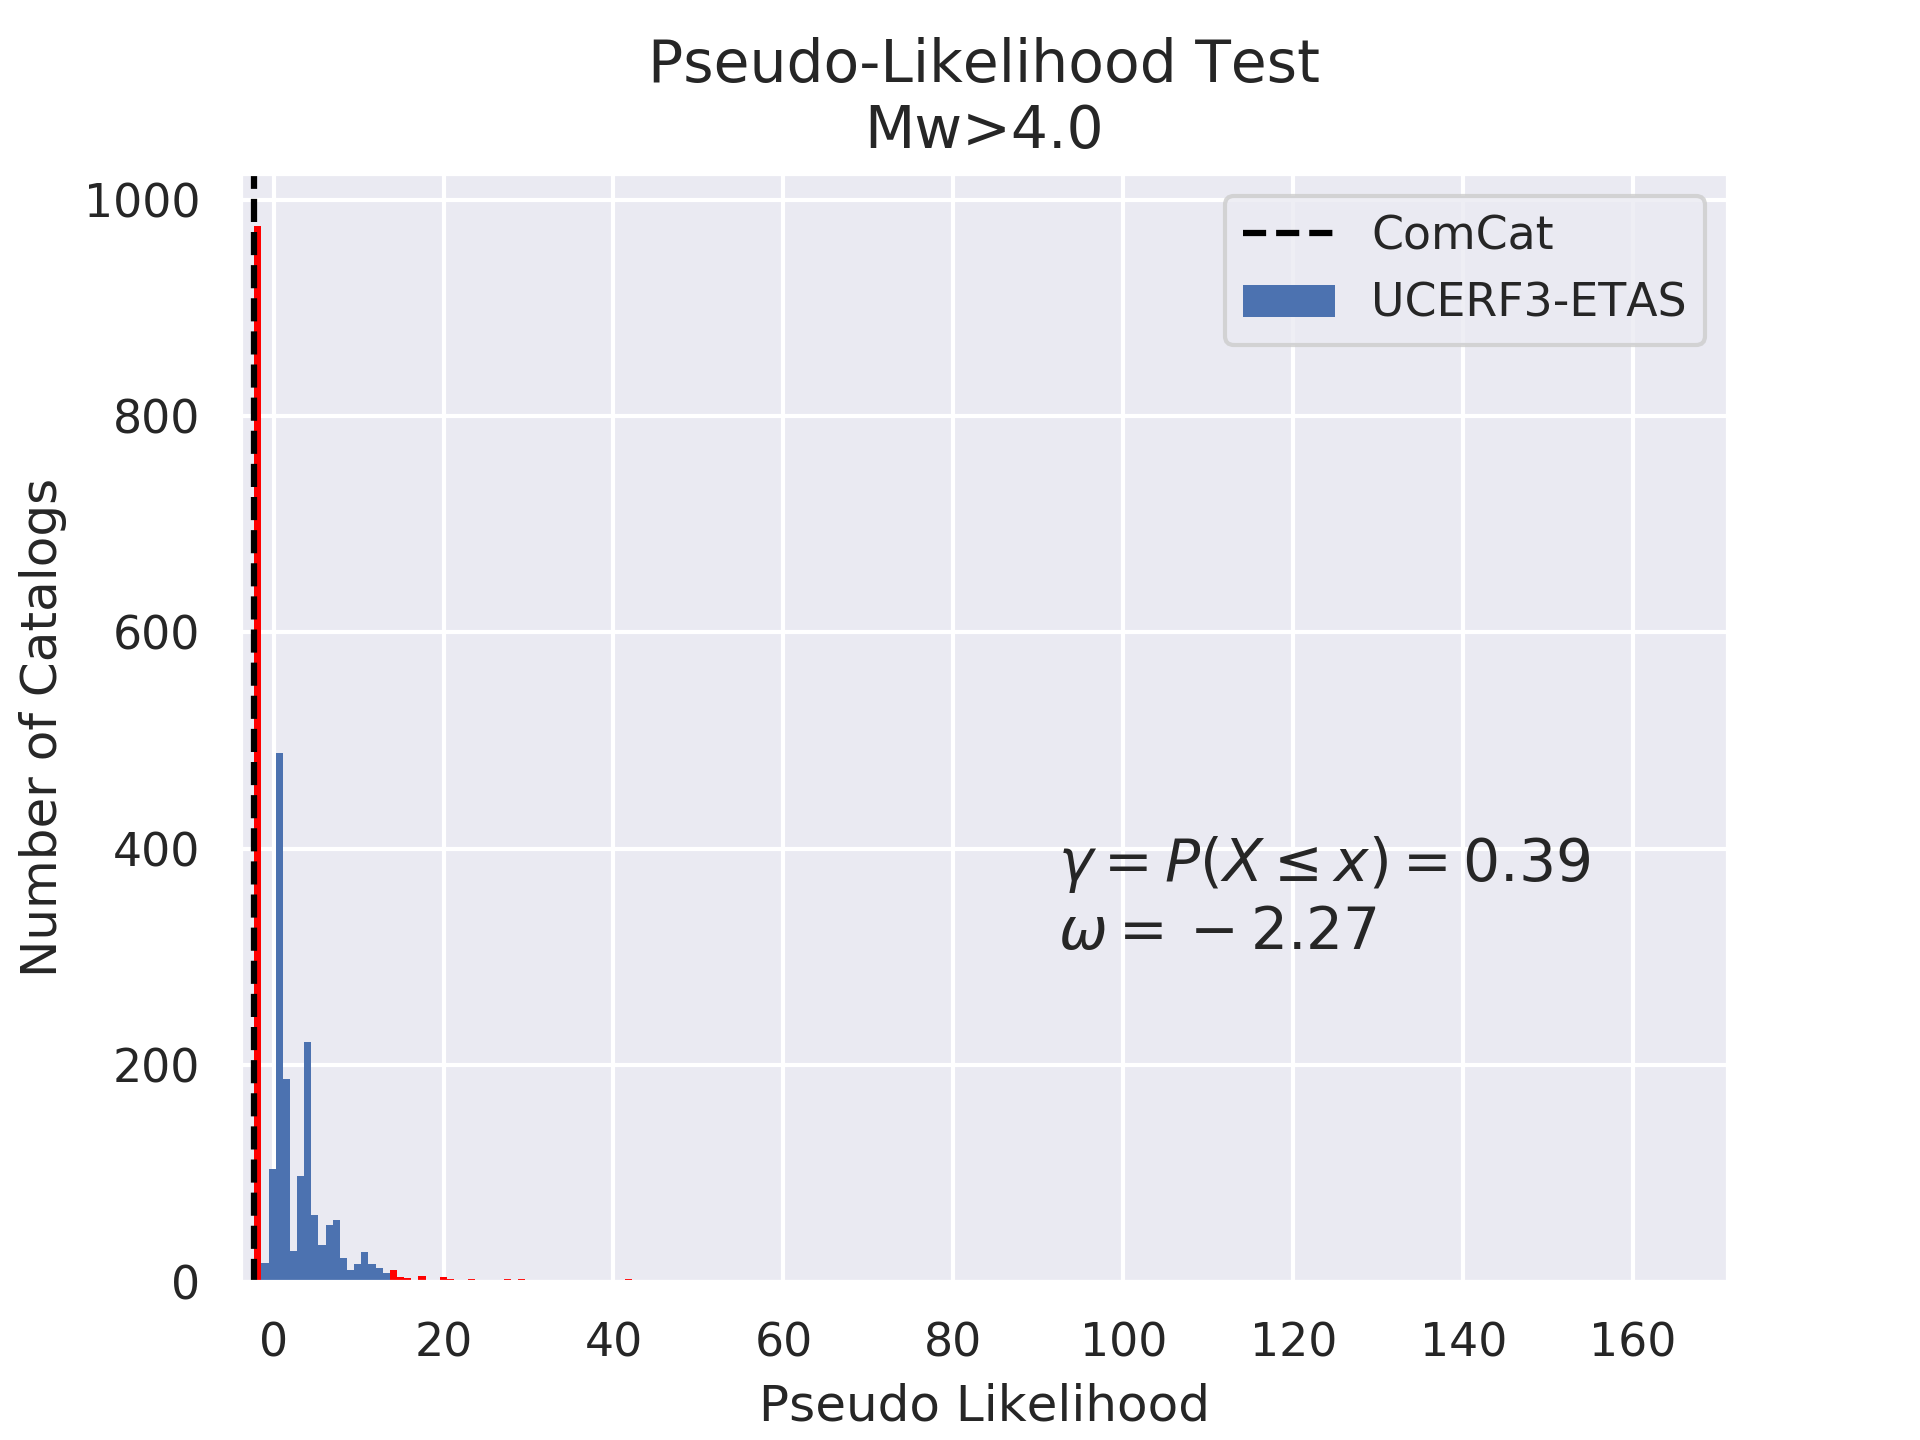 Pseudo-Likelihood Test
Mw>4.0
1000
800
600
400
200
0
Number of Catalogs
ComCat
UCERF3-ETAS
γ = P(X ≤ x) = 0.39
ω = − 2.27
0 20 40 60 80 100 120 140 160
Pseudo Likelihood